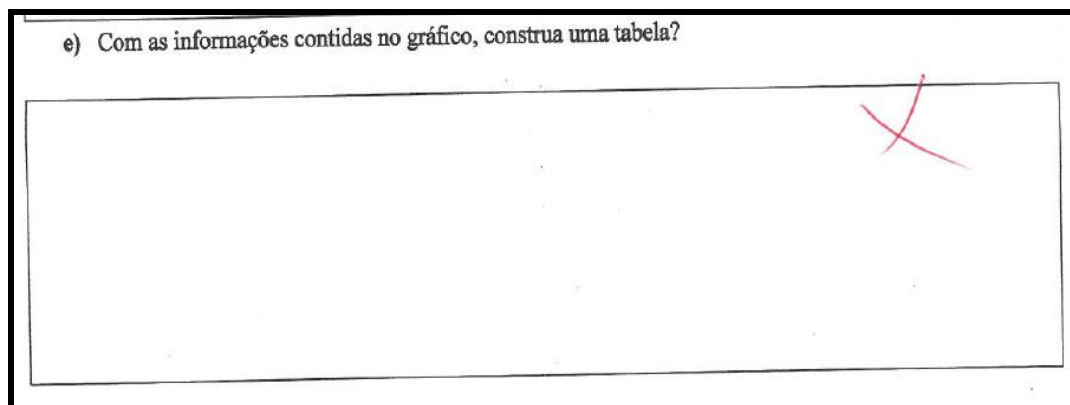 e) Com as informações contidas no gráfico, construa uma tabela?